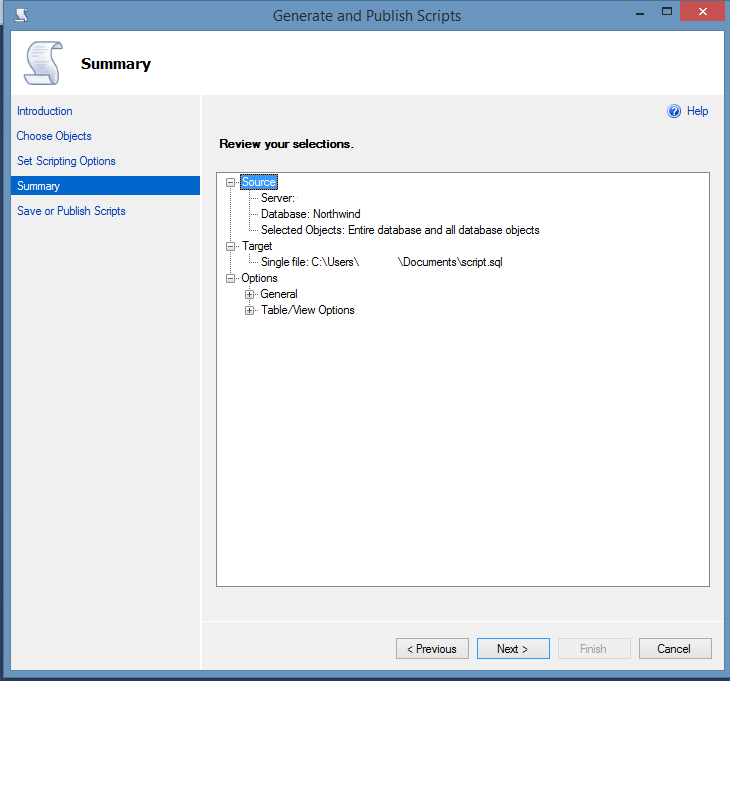 Generate and Publish Scripts
Summary
Introduction
Choose Objects
Set Scripting Options
Summary
Save or Publish Scripts
Help
Review your selections.
Source
Server:
Database: Northwind
Selected Objects: Entire database and all database objects
Target
Single file: C:\Users\ \Documents\script.sql
Options
General
Table/View Options
< Previous Next > Finish Cancel